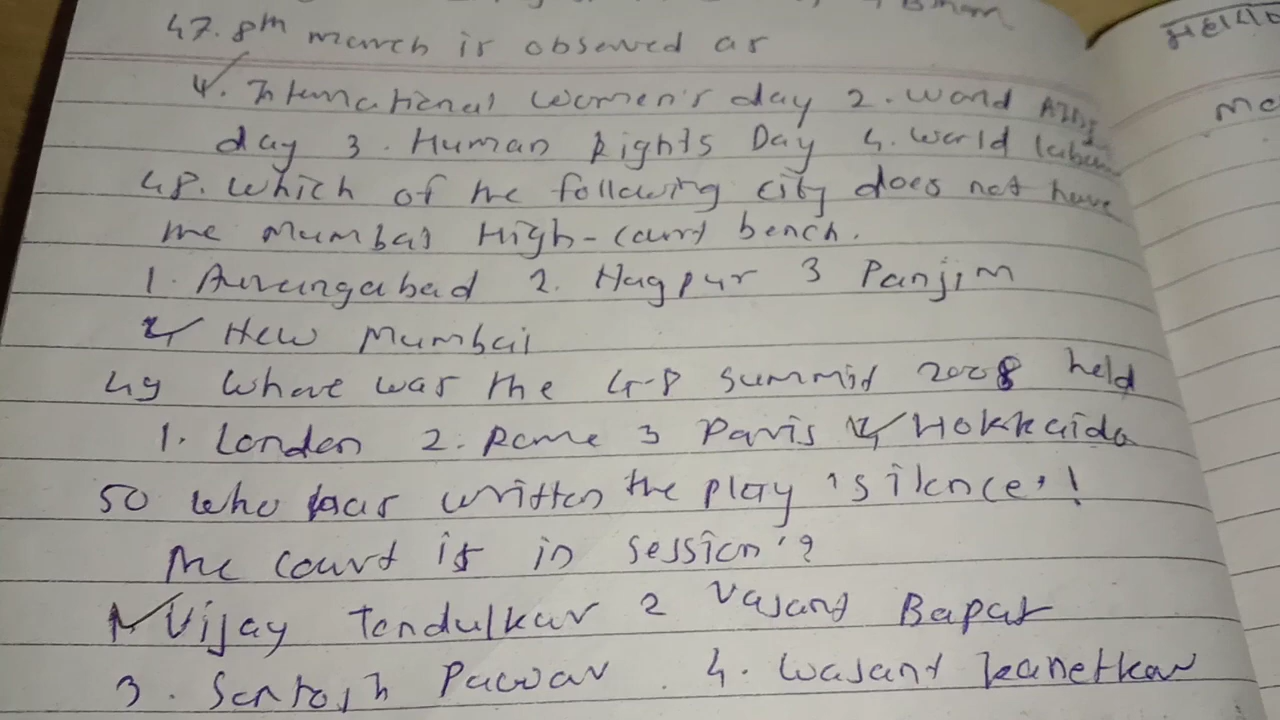 47. 8th march is observed as
1. International women's day 2. World AIDS
day 3. Human Rights Day 4. World labour
48. which of the following city does not have
the Mumbai High-court bench.
1. Aurangabad 2. Nagpur 3 Panjim
4 New Mumbai
49 Where was the G-8 summit 2008 held
1. London 2. Rome 3 Paris 4 Hokkaido
50 who has written the play 'silence'!
The court is in session'?
1 Vijay Tendulkar 2 Vasant Bapat
3. Santosh Pawar 4. Wasant Kanetkar